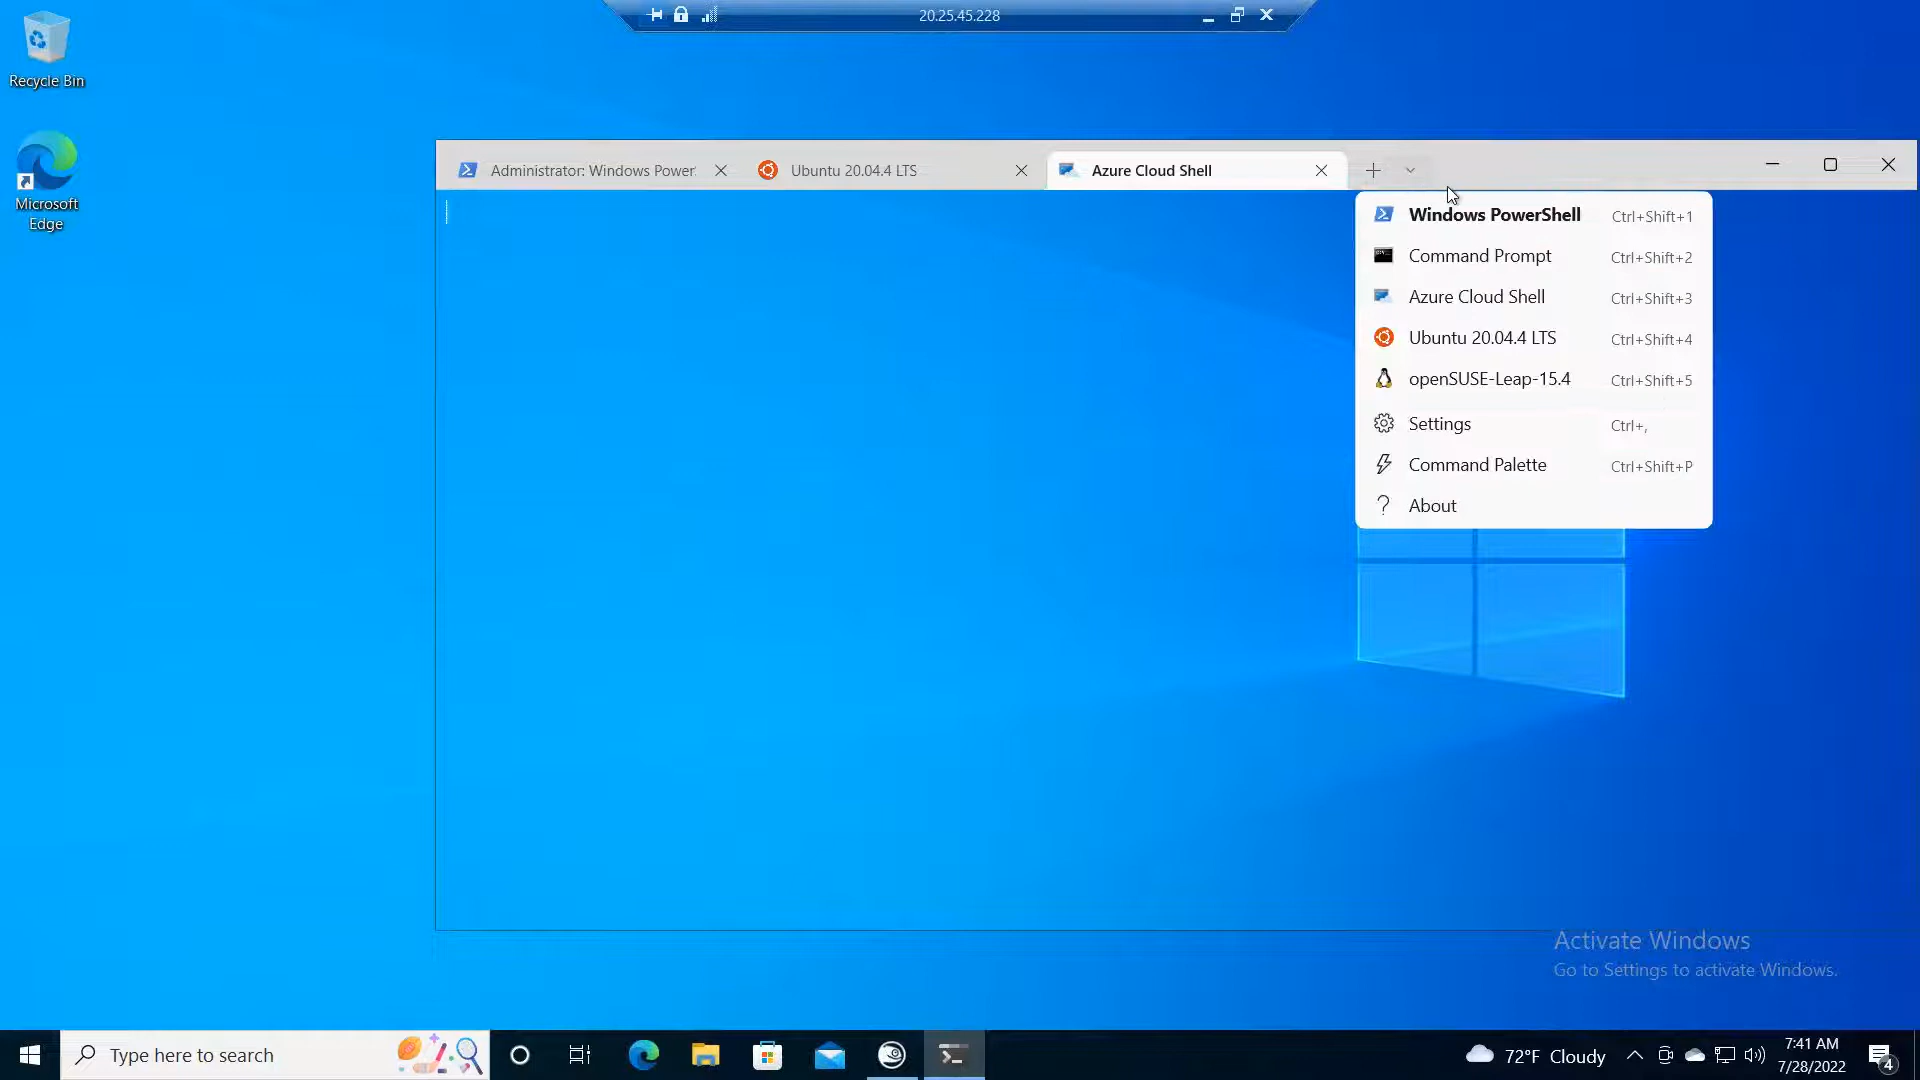 20.25.45.228
Recycle Bin
Microsoft
Edge
Administrator: Windows Power
Ubuntu 20.04.4 LTS
Azure Cloud Shell
Windows PowerShell Ctrl+Shift+1
Command Prompt Ctrl+Shift+2
Azure Cloud Shell Ctrl+Shift+3
Ubuntu 20.04.4 LTS Ctrl+Shift+4
openSUSE-Leap-15.4 Ctrl+Shift+5
Settings Ctrl+,
Command Palette Ctrl+Shift+P
About
Activate Windows
Go to Settings to activate Windows.
Type here to search
72°F Cloudy
7:41 AM
7/28/2022
4